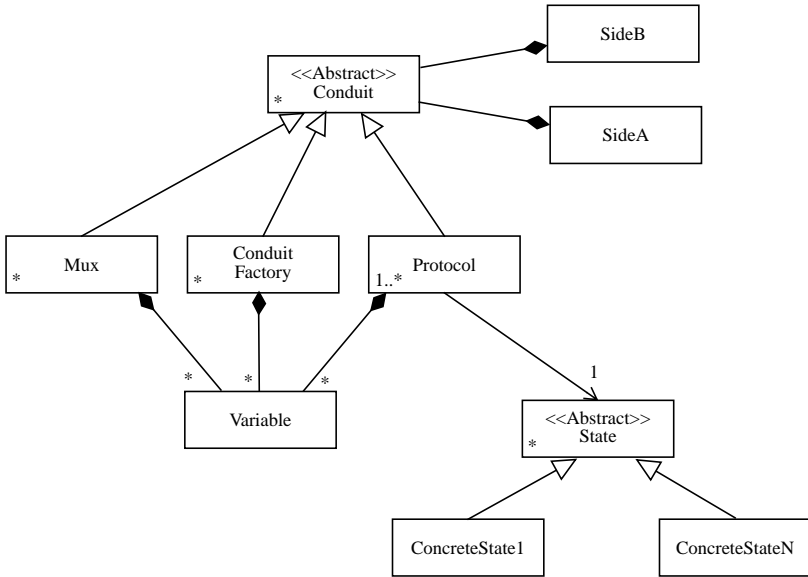 SideB
<<Abstract>>
Conduit
*
SideA
Mux
*
Conduit
Factory
*
Protocol
1..*
*
*
*
Variable
1
<<Abstract>>
State
*
ConcreteState1
ConcreteStateN